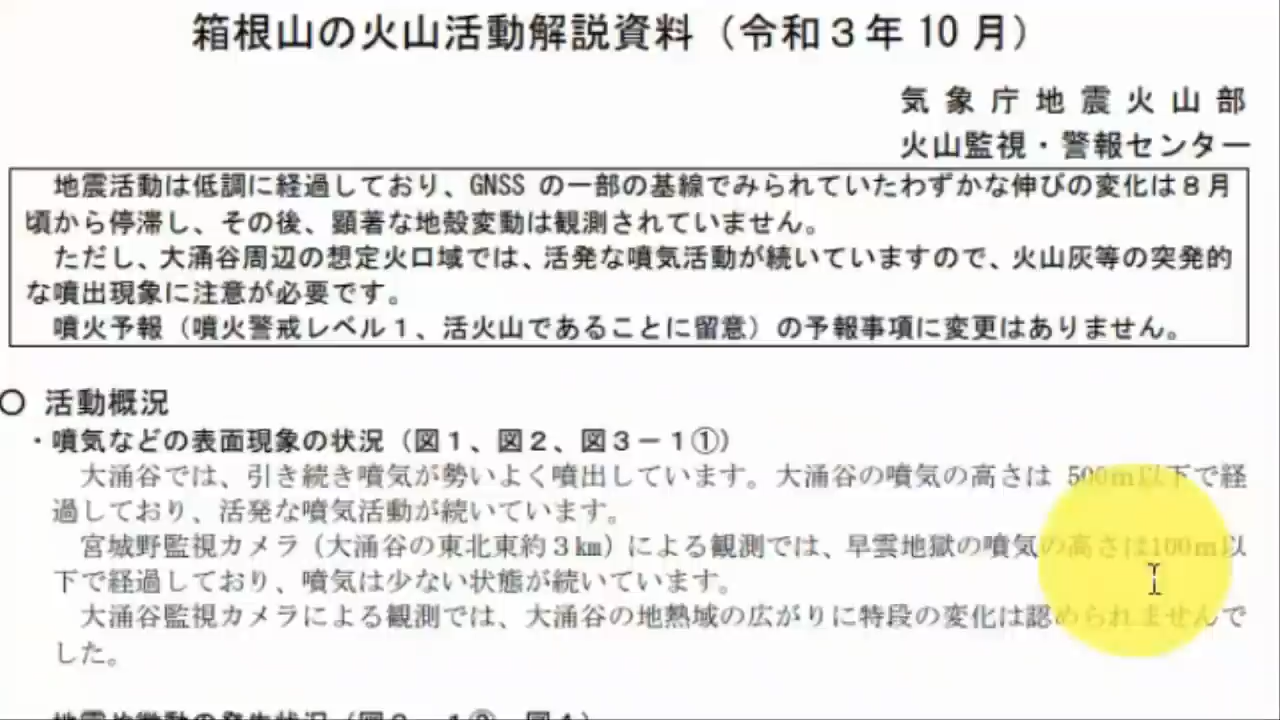 箱根山の火山活動解説資料（令和３年 10 月）
気象庁地震火山部
火山監視・警報センター
地震活動は低調に経過しており、GNSS の一部の基線でみられていたわずかな伸びの変化は８月
頃から停滞し、その後、顕著な地殻変動は観測されていません。
ただし、大涌谷周辺の想定火口域では、活発な噴気活動が続いていますので、火山灰等の突発的
な噴出現象に注意が必要です。
噴火予報（噴火警戒レベル１、活火山であることに留意）の予報事項に変更はありません。
○ 活動概況
・噴気などの表面現象の状況（図１、図２、図３－１①）
大涌谷では、引き続き噴気が勢いよく噴出しています。大涌谷の噴気の高さは 500ｍ以下で経
過しており、活発な噴気活動が続いています。
宮城野監視カメラ（大涌谷の東北東約３㎞）による観測では、早雲地獄の噴気の高さは100ｍ以
下で経過しており、噴気は少ない状態が続いています。
大涌谷監視カメラによる観測では、大涌谷の地熱域の広がりに特段の変化は認められませんで
した。